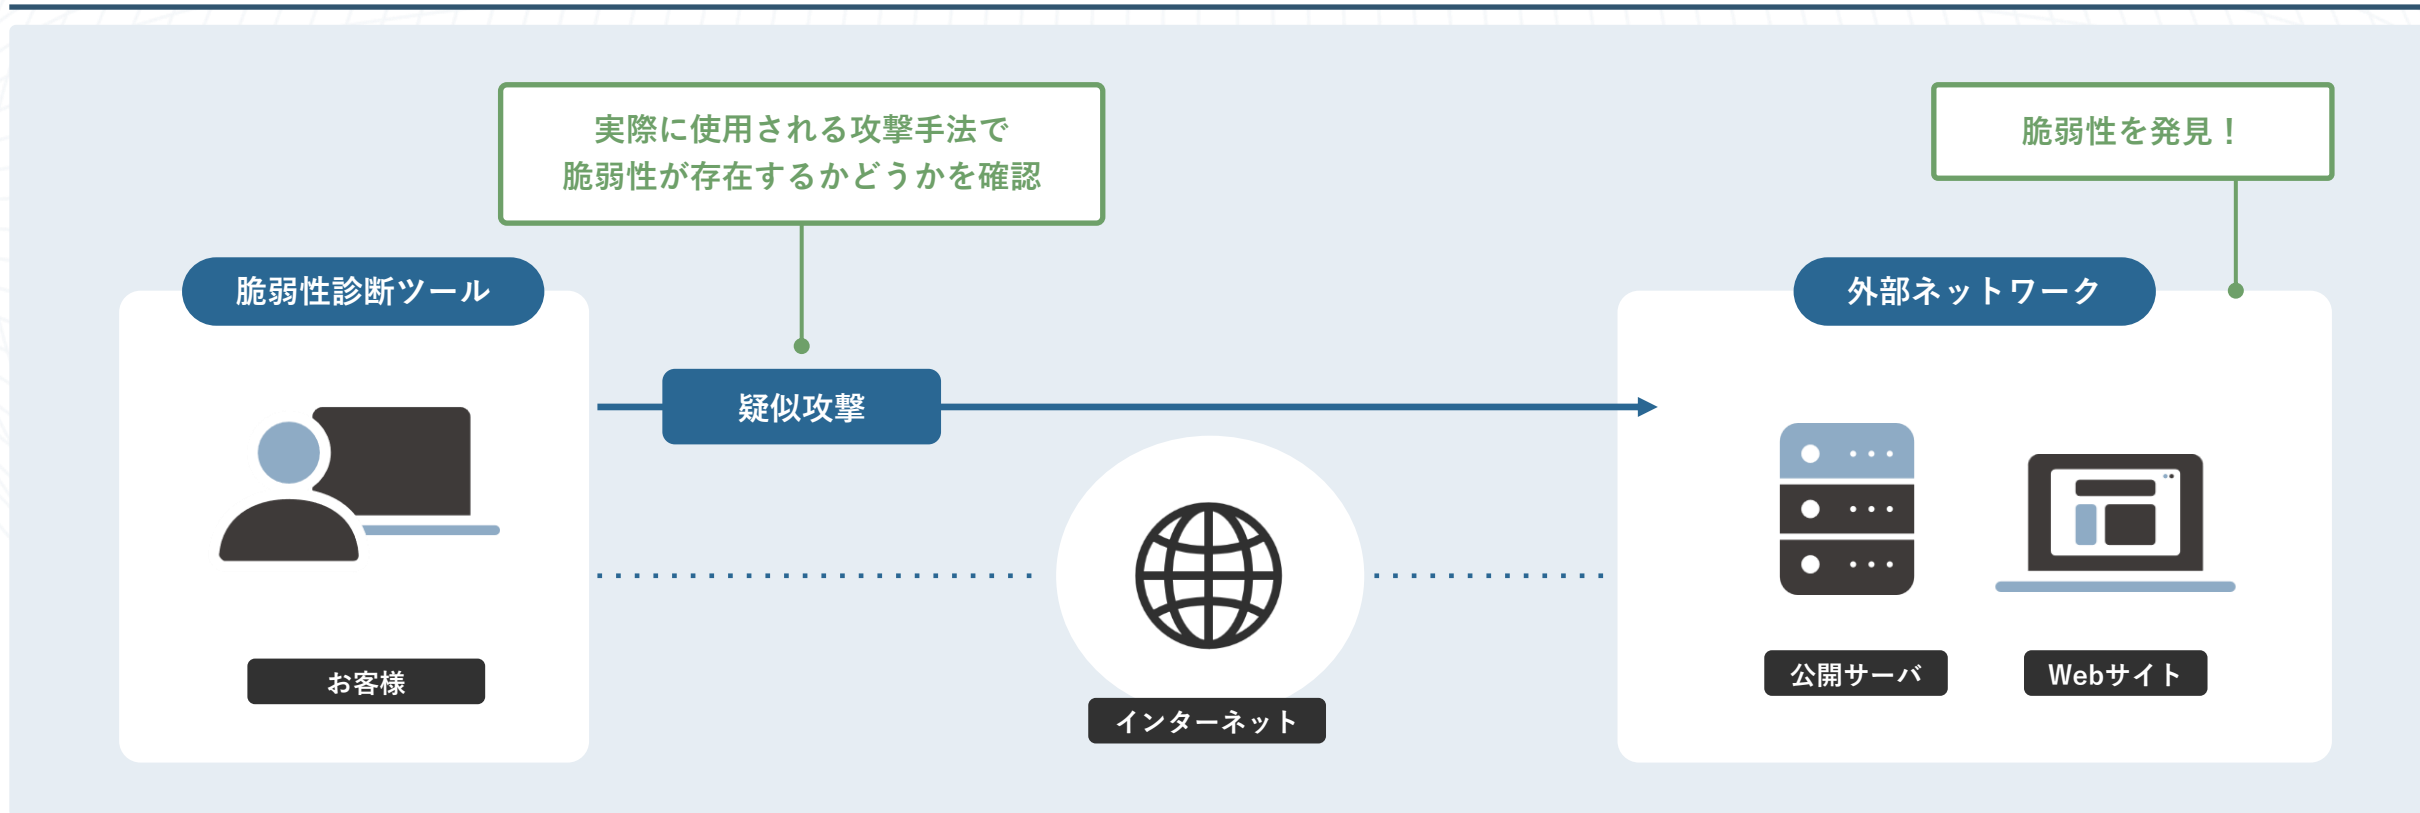 実際に使用される攻撃手法で
脆弱性が存在するかどうかを確認
脆弱性を発見！
脆弱性診断ツール
外部ネットワーク
疑似攻撃
お客様
インターネット
公開サーバ
Webサイト